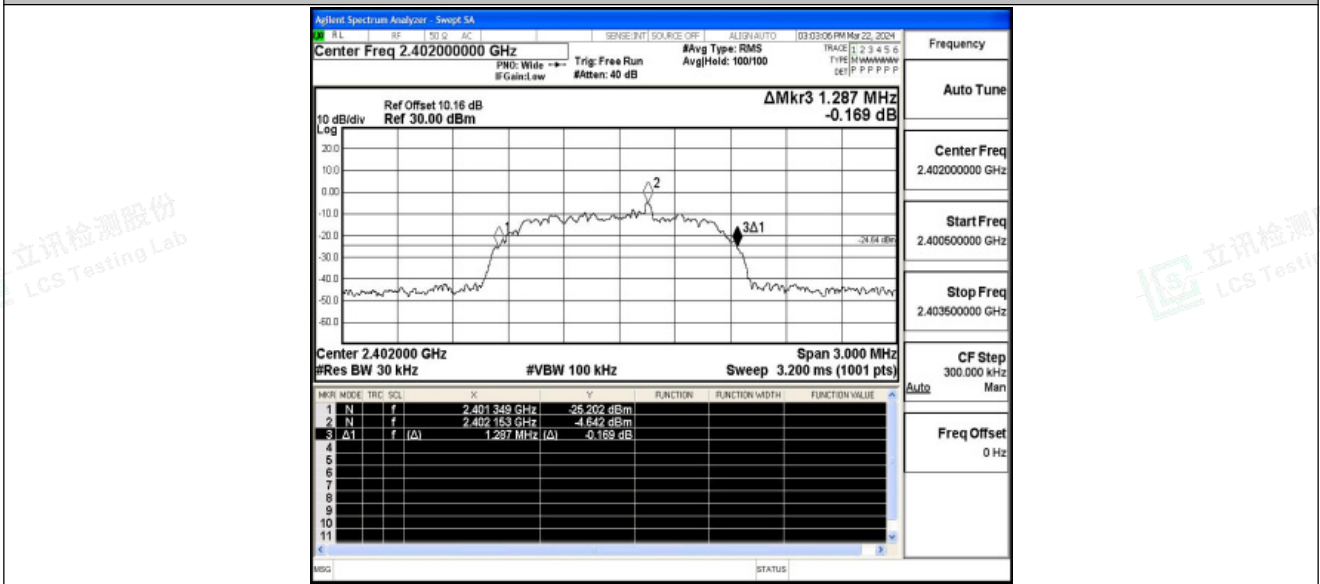 Agilent Spectrum Analyzer - Swept SA
RL RF 50 Ω AC SENSE:INT SOURCE OFF ALIGNAUTO 03:03:06 PM Mar 22, 2024
Center Freq 2.402000000 GHz
PNO: Wide
IFGain:Low
Trig: Free Run
#Atten: 40 dB
#Avg Type: RMS
Avg|Hold: 100/100
TRACE 1 2 3 4 5 6
TYPE M WWWWW
DET P P P P P P
Frequency
Auto Tune
Center Freq
2.402000000 GHz
Start Freq
2.400500000 GHz
Stop Freq
2.403500000 GHz
CF Step
300.000 kHz
Auto Man
Freq Offset
0 Hz
ΔMkr3 1.287 MHz
-0.169 dB
Ref Offset 10.16 dB
10 dB/div Ref 30.00 dBm
Log
20.0
10.0
0.00
-10.0
-20.0
-30.0
-40.0
-50.0
-60.0
1
2
3Δ1
-24.64 dBm
Center 2.402000 GHz Span 3.000 MHz
#Res BW 30 kHz #VBW 100 kHz Sweep 3.200 ms (1001 pts)
MKR MODE TRC SCL X Y FUNCTION FUNCTION WIDTH FUNCTION VALUE
1 N f 2.401 349 GHz -25.202 dBm
2 N f 2.402 153 GHz -4.642 dBm
3 Δ1 f (Δ) 1.287 MHz (Δ) -0.169 dB
4
5
6
7
8
9
10
11
MSG STATUS
立讯检测股份
LCS Testing Lab
立讯检测
LCS Testi